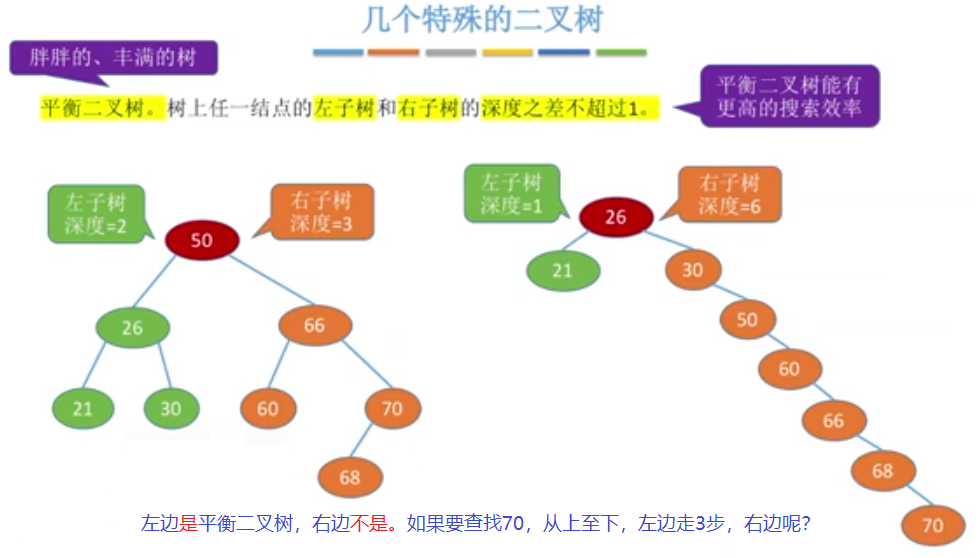 几个特殊的二叉树
胖胖的、丰满的树
平衡二叉树。树上任一结点的左子树和右子树的深度之差不超过1。
平衡二叉树能有
更高的搜索效率
左子树
深度=2
右子树
深度=3
50
26
66
21
30
60
70
68
左子树
深度=1
右子树
深度=6
26
21
30
50
60
66
68
70
左边是平衡二叉树，右边不是。如果要查找70，从上至下，左边走3步，右边呢？